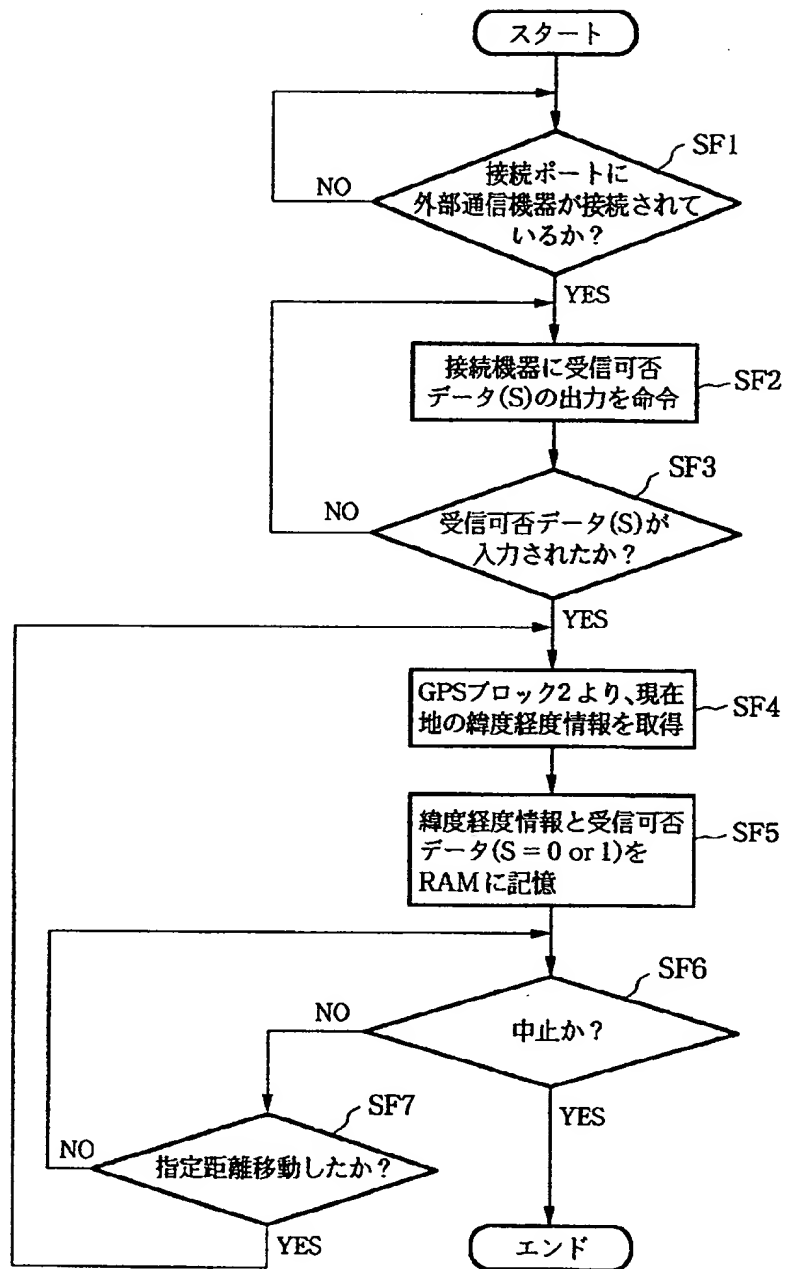 スタート
SF1
接続ポートに
外部通信機器が接続されて
いるか？
NO
YES
接続機器に受信可否
データ(S)の出力を命令
SF2
SF3
NO
受信可否データ(S)が
入力されたか？
YES
GPSブロック2より、現在
地の緯度経度情報を取得
SF4
緯度経度情報と受信可否
データ(S = 0 or 1)を
RAMに記憶
SF5
SF6
NO
中止か？
YES
SF7
NO
指定距離移動したか？
YES
エンド